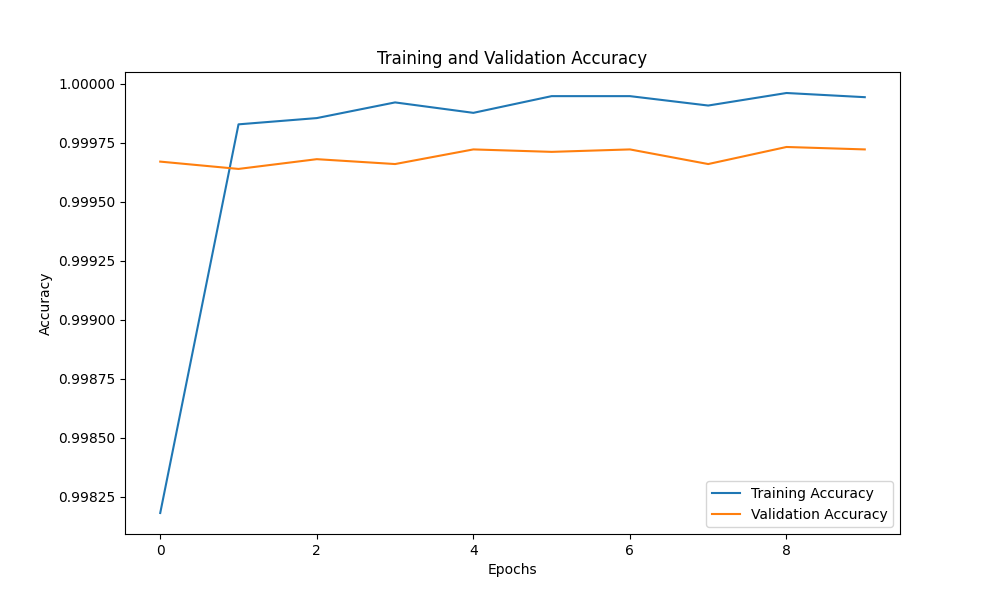 Training and Validation Accuracy
1.00000
0.99975
0.99950
0.99925
0.99900
0.99875
0.99850
0.99825
Accuracy
0 2 4 6 8
Epochs
Training Accuracy
Validation Accuracy